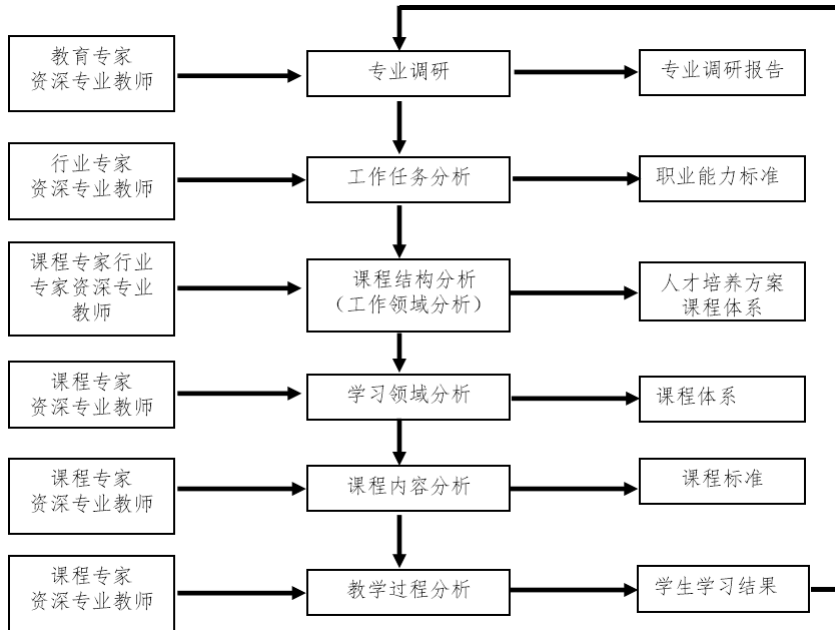 教育专家
资深专业教师
专业调研
专业调研报告
行业专家
资深专业教师
工作任务分析
职业能力标准
课程专家行业
专家资深专业
教师
课程结构分析
（工作领域分析）
人才培养方案
课程体系
课程专家
资深专业教师
学习领域分析
课程体系
课程专家
资深专业教师
课程内容分析
课程标准
课程专家
资深专业教师
教学过程分析
学生学习结果